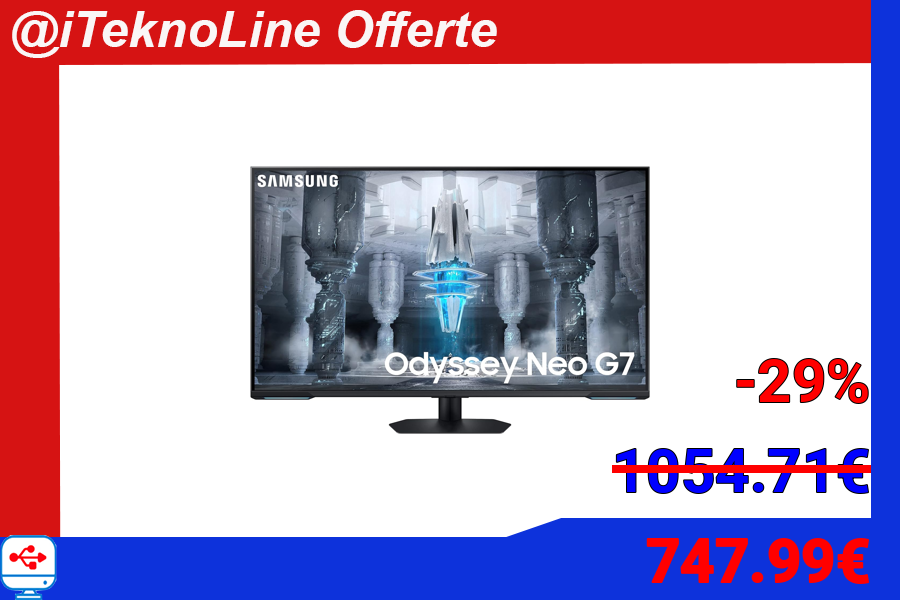 @iTeknoLine Offerte
SAMSUNG
Odyssey Neo G7
-29%
1054.71€
747.99€